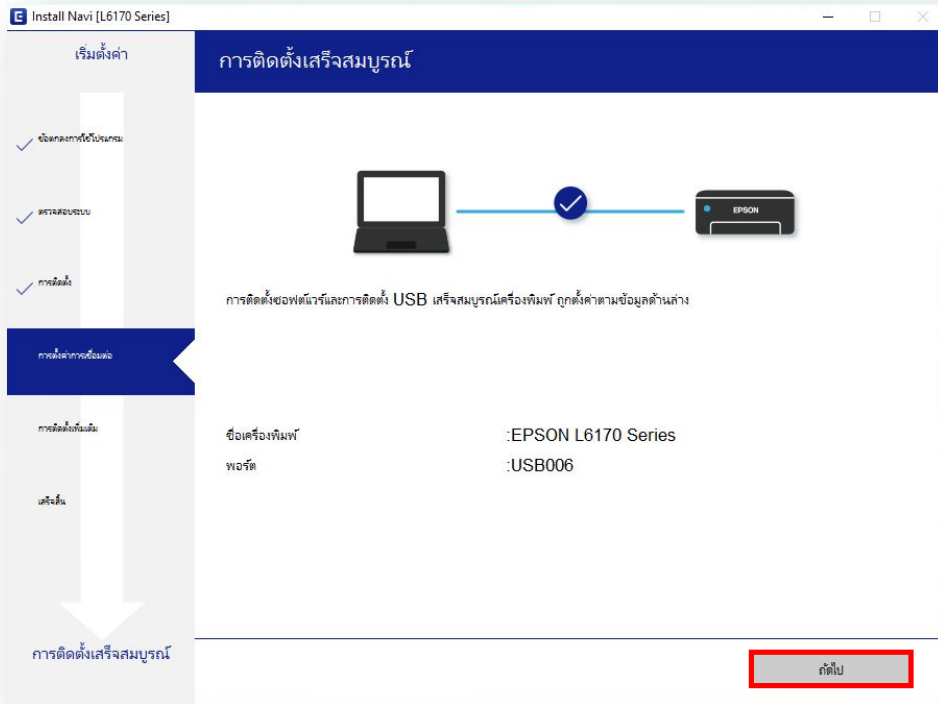 Install Navi [L6170 Series]
เริ่มตั้งค่า
ข้อตกลงการใช้โปรแกรม
ตรวจสอบระบบ
การติดตั้ง
การตั้งค่าการเชื่อมต่อ
การติดตั้งเพิ่มเติม
เสร็จสิ้น
การติดตั้งเสร็จสมบูรณ์
การติดตั้งเสร็จสมบูรณ์
EPSON
การติดตั้งซอฟต์แวร์และการติดตั้ง USB เสร็จสมบูรณ์เครื่องพิมพ์ ถูกตั้งค่าตามข้อมูลด้านล่าง
ชื่อเครื่องพิมพ์ :EPSON L6170 Series
พอร์ต :USB006
ถัดไป